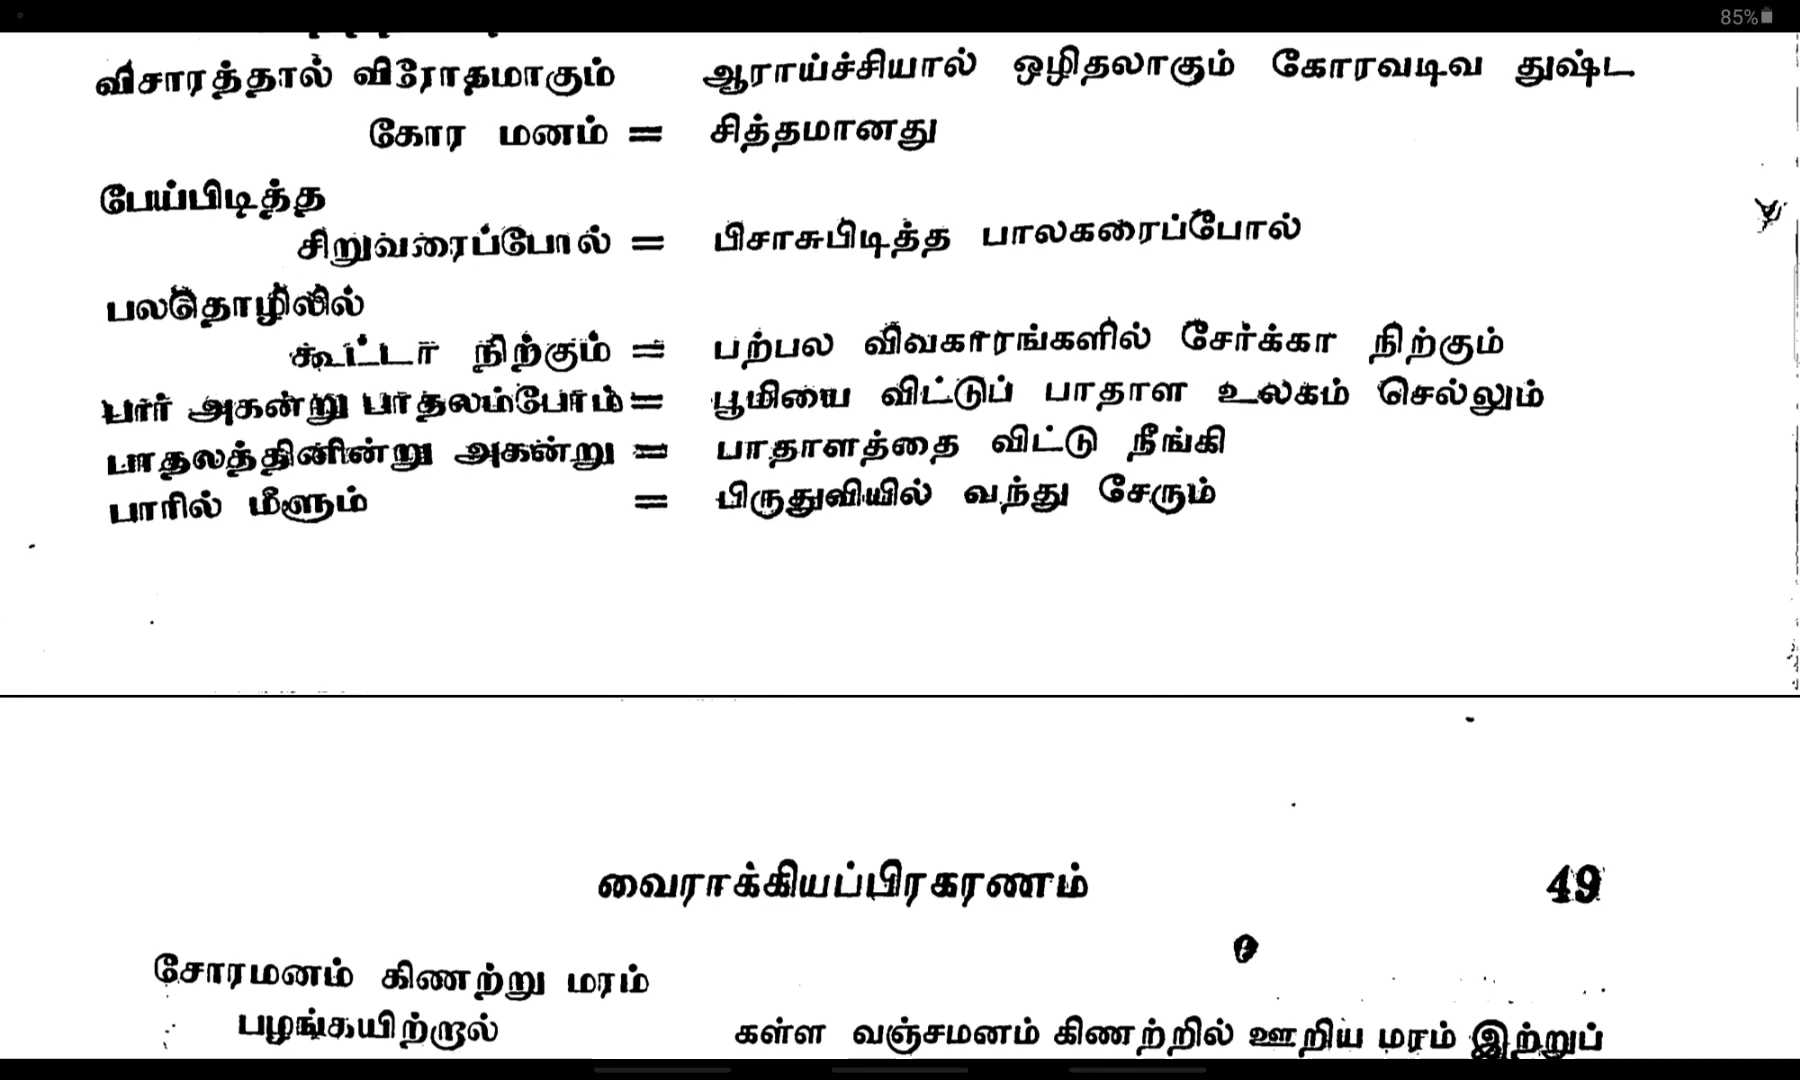 85%
விசாரத்தால் விரோதமாகும் ஆராய்ச்சியால் ஒழிதலாகும் கோரவடிவ துஷ்ட
கோர மனம் = சித்தமானது
பேய்பிடித்த
சிறுவரைப்போல் = பிசாசுபிடித்த பாலகரைப்போல்
பலதொழிலில்
கூட்டா நிற்கும் = பற்பல விவகாரங்களில் சேர்க்கா நிற்கும்
பார் அகன்று பாதலம்போம் = பூமியை விட்டுப் பாதாள உலகம் செல்லும்
பாதலத்தினின்று அகன்று = பாதாளத்தை விட்டு நீங்கி
பாரில் மீளும் = பிருதுவியில் வந்து சேரும்
வைராக்கியப்பிரகரணம் 49
சோரமனம் கிணற்று மரம்
பழங்கயிற்றால் கள்ள வஞ்சமனம் கிணற்றில் ஊறிய மரம் இற்றுப்